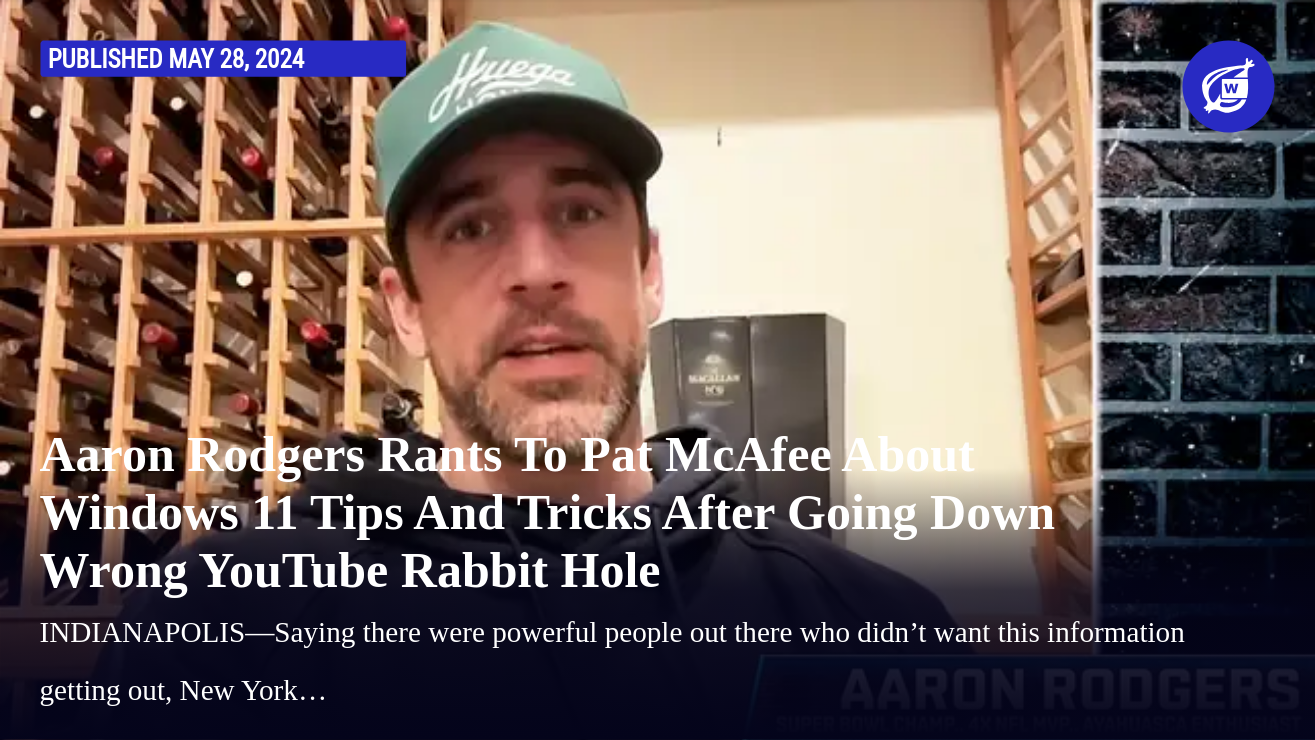 PUBLISHED MAY 28, 2024
Huega
W
MACALLAN
Aaron Rodgers Rants To Pat McAfee About
Windows 11 Tips And Tricks After Going Down
Wrong YouTube Rabbit Hole
INDIANAPOLIS—Saying there were powerful people out there who didn’t want this information
getting out, New York…
AARON RODGERS
SUPER BOWL CHAMP, 4X NFL MVP, AYAHUASCA ENTHUSIAST